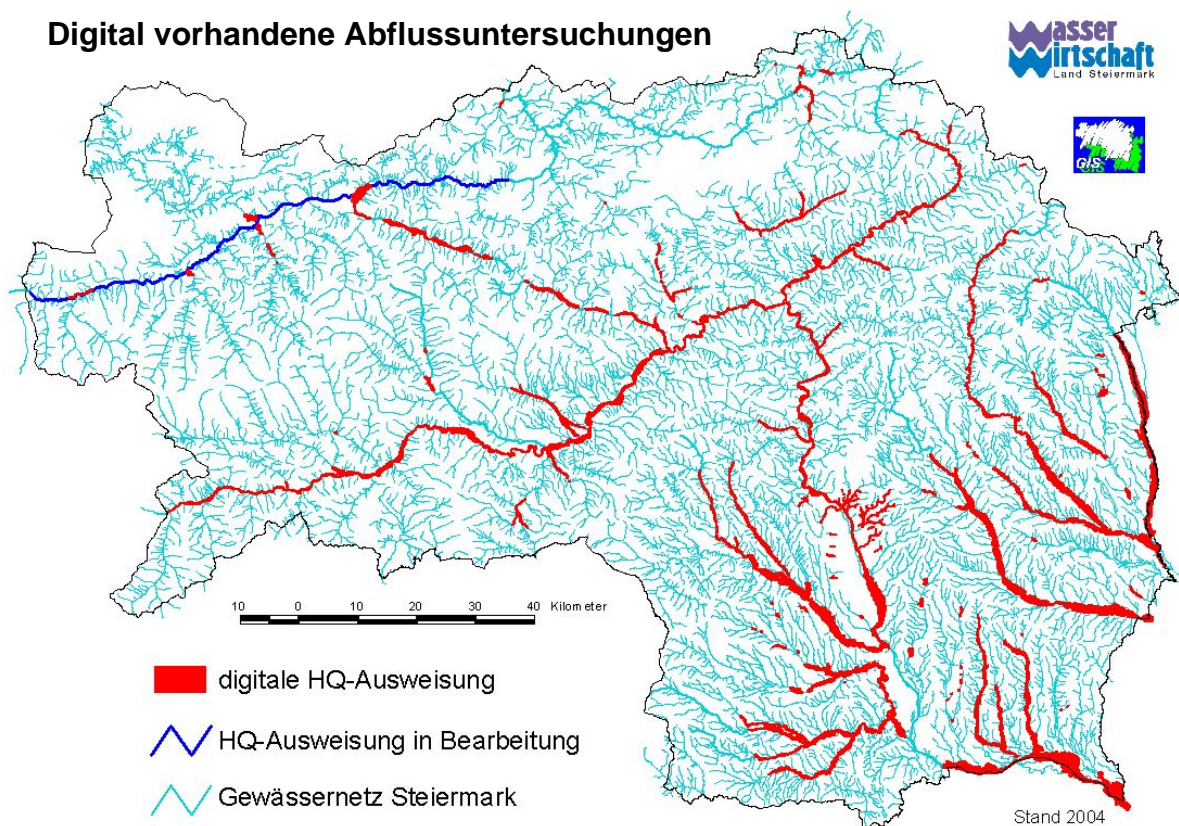 Digital vorhandene Abflussuntersuchungen
Wasser
Wirtschaft
Land Steiermark
GIS
10 0 10 20 30 40 Kilometer
digitale HQ-Ausweisung
HQ-Ausweisung in Bearbeitung
Gewässernetz Steiermark
Stand 2004